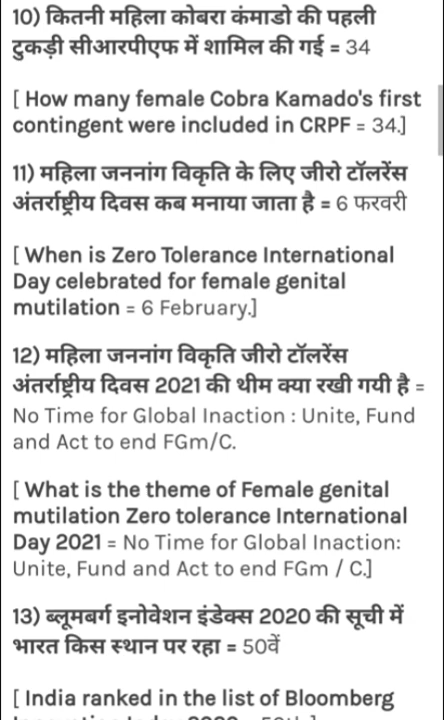 10) कितनी महिला कोबरा कंमाडो की पहली
टुकड़ी सीआरपीएफ में शामिल की गई = 34
[ How many female Cobra Kamado's first
contingent were included in CRPF = 34.]
11) महिला जननांग विकृति के लिए जीरो टॉलरेंस
अंतर्राष्ट्रीय दिवस कब मनाया जाता है = 6 फरवरी
[ When is Zero Tolerance International
Day celebrated for female genital
mutilation = 6 February.]
12) महिला जननांग विकृति जीरो टॉलरेंस
अंतर्राष्ट्रीय दिवस 2021 की थीम क्या रखी गयी है =
No Time for Global Inaction : Unite, Fund
and Act to end FGm/C.
[ What is the theme of Female genital
mutilation Zero tolerance International
Day 2021 = No Time for Global Inaction:
Unite, Fund and Act to end FGm / C.]
13) ब्लूमबर्ग इनोवेशन इंडेक्स 2020 की सूची में
भारत किस स्थान पर रहा = 50वें
[ India ranked in the list of Bloomberg